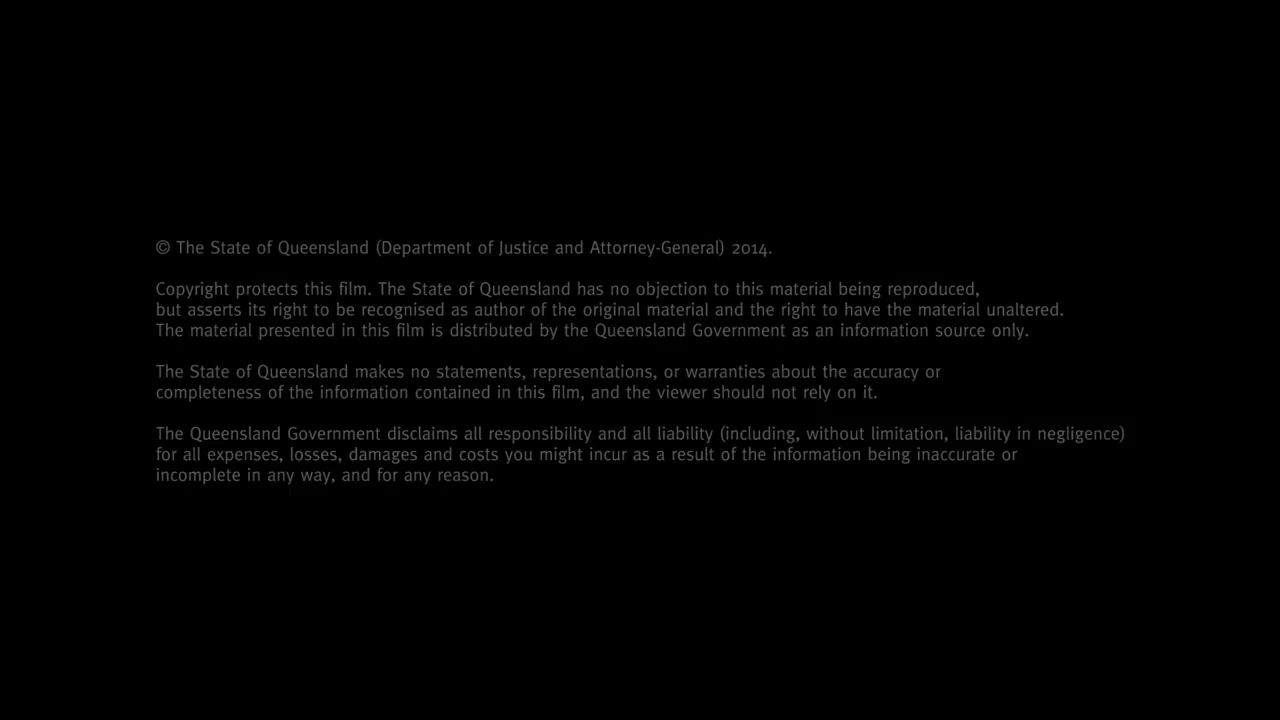 © The State of Queensland (Department of Justice and Attorney-General) 2014.
Copyright protects this film. The State of Queensland has no objection to this material being reproduced,
but asserts its right to be recognised as author of the original material and the right to have the material unaltered.
The material presented in this film is distributed by the Queensland Government as an information source only.
The State of Queensland makes no statements, representations, or warranties about the accuracy or
completeness of the information contained in this film, and the viewer should not rely on it.
The Queensland Government disclaims all responsibility and all liability (including, without limitation, liability in negligence)
for all expenses, losses, damages and costs you might incur as a result of the information being inaccurate or
incomplete in any way, and for any reason.